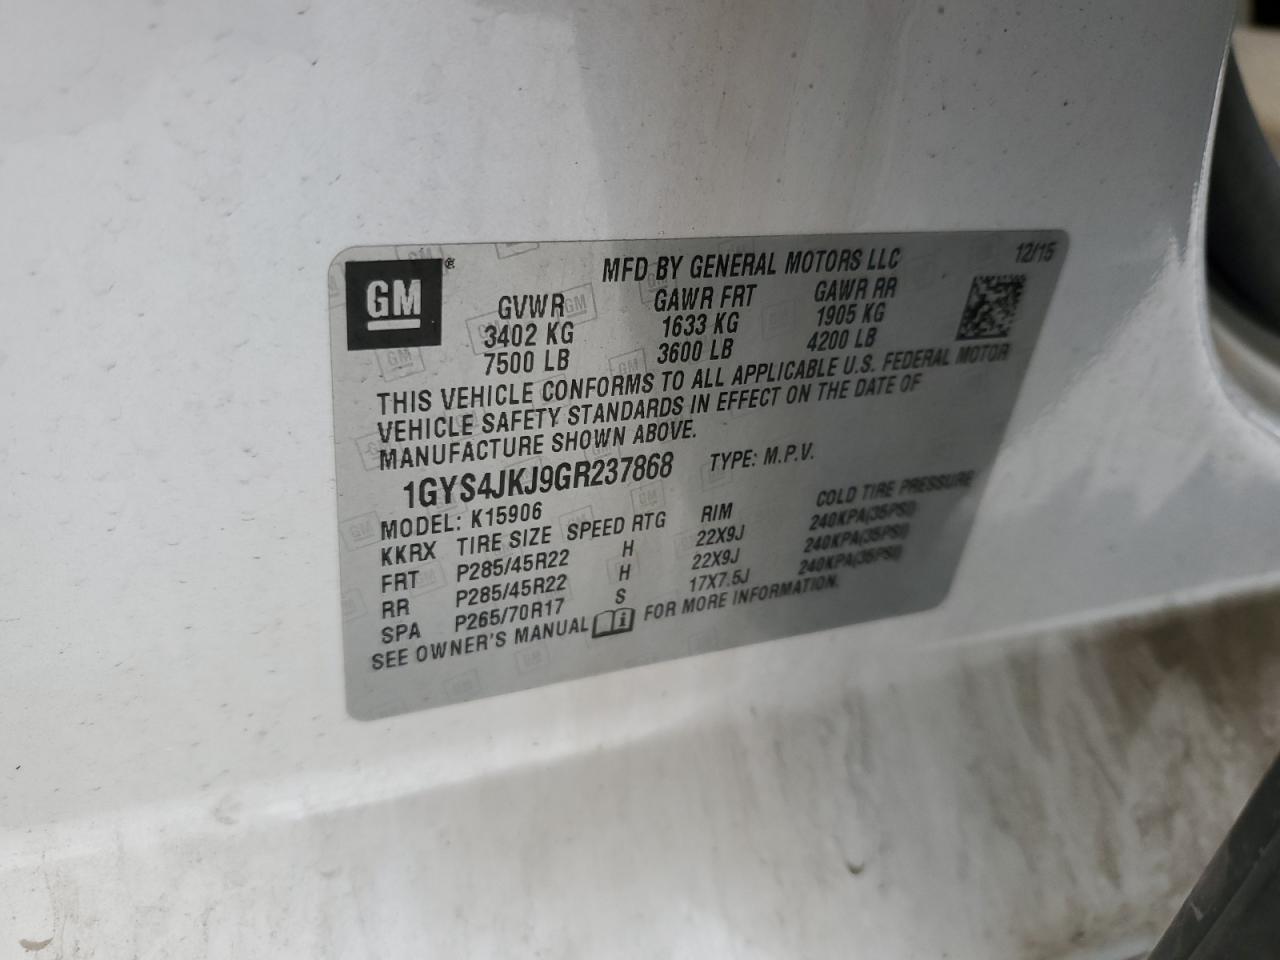 GM®
MFD BY GENERAL MOTORS LLC 12/15
GVWR GAWR FRT GAWR RR
3402 KG 1633 KG 1905 KG
7500 LB 3600 LB 4200 LB
THIS VEHICLE CONFORMS TO ALL APPLICABLE U.S. FEDERAL MOTOR
VEHICLE SAFETY STANDARDS IN EFFECT ON THE DATE OF
MANUFACTURE SHOWN ABOVE.
1GYS4JKJ9GR237868 TYPE: M.P.V.
MODEL: K15906
KKRX TIRE SIZE SPEED RTG RIM COLD TIRE PRESSURE
FRT P285/45R22 H 22X9J 240KPA(35PSI)
RR P285/45R22 H 22X9J 240KPA(35PSI)
SPA P265/70R17 S 17X7.5J 240KPA(35PSI)
SEE OWNER'S MANUAL FOR MORE INFORMATION.